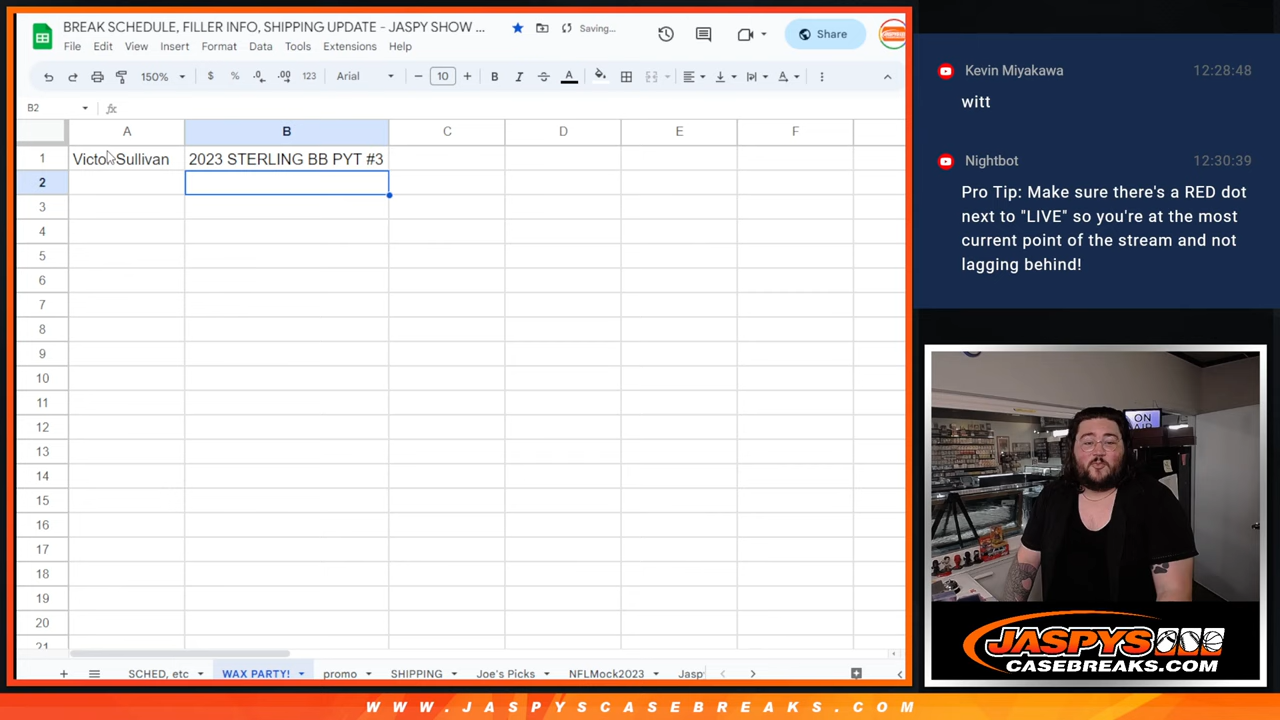 BREAK SCHEDULE, FILLER INFO, SHIPPING UPDATE - JASPY SHOW ...
Saving...
Share
File Edit View Insert Format Data Tools Extensions Help
150% $ % .0 .00 123 Arial 10 B I A
B2 fx
A B C D E F
1 Victor Sullivan 2023 STERLING BB PYT #3
2
3
4
5
6
7
8
9
10
11
12
13
14
15
16
17
18
19
20
21
SCHED, etc WAX PARTY! promo SHIPPING Joe's Picks NFLMock2023 Jasp
Kevin Miyakawa 12:28:48
witt
Nightbot 12:30:39
Pro Tip: Make sure there's a RED dot
next to "LIVE" so you're at the most
current point of the stream and not
lagging behind!
ON
AIR
JASPYS
CASEBREAKS.COM
WWW.JASPYSCASEBREAKS.COM